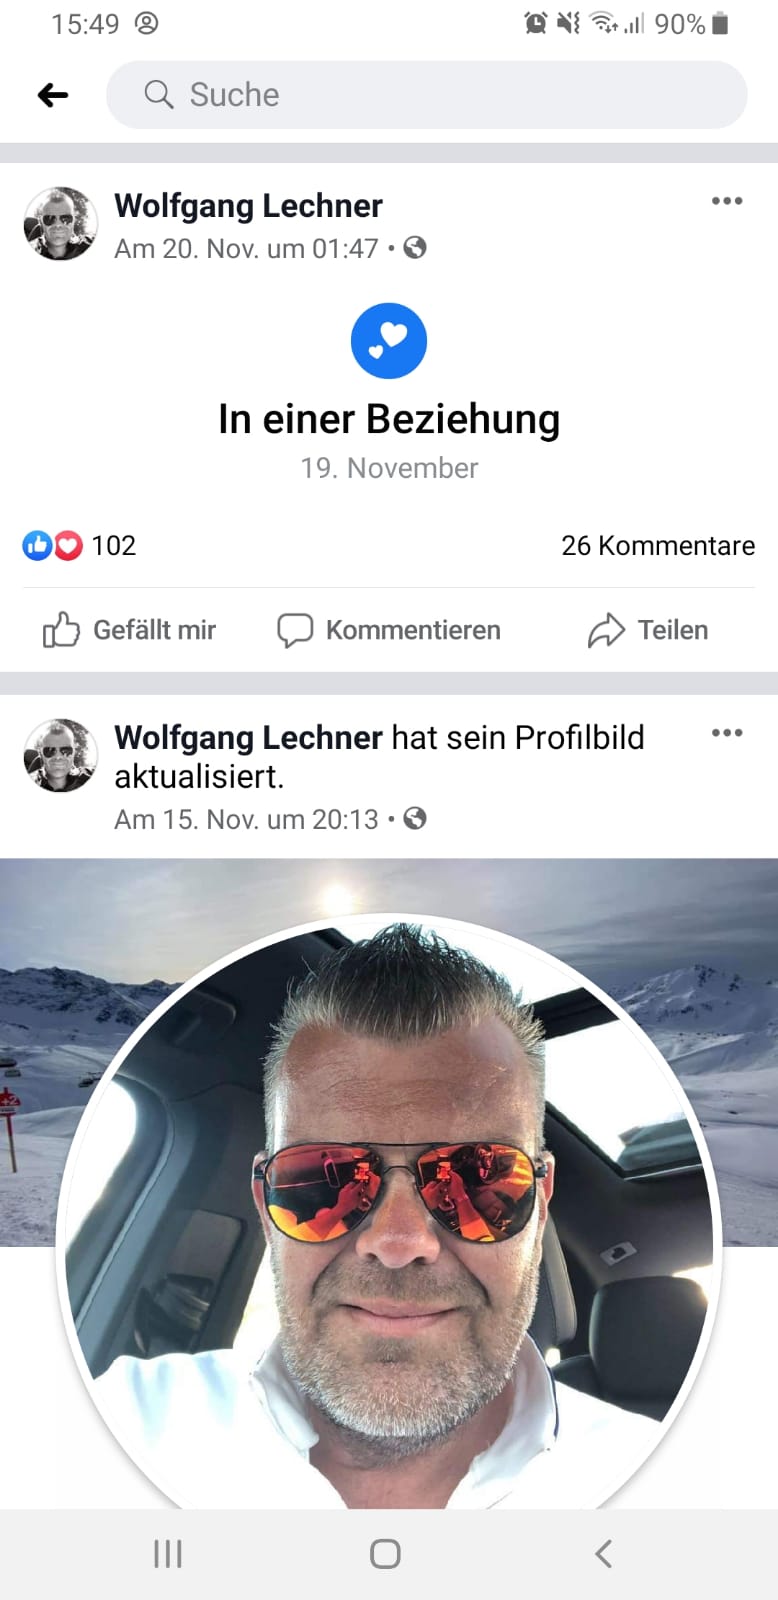 15:49 90%
Suche
Wolfgang Lechner
Am 20. Nov. um 01:47 •
In einer Beziehung
19. November
102 26 Kommentare
Gefällt mir Kommentieren Teilen
Wolfgang Lechner hat sein Profilbild
aktualisiert.
Am 15. Nov. um 20:13 •